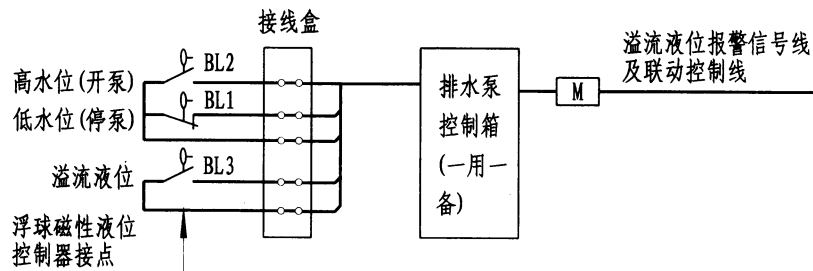 接线盒
高水位(开泵)
BL2
低水位(停泵)
BL1
溢流液位
BL3
浮球磁性液位
控制器接点
排水泵
控制箱
(一用一
备)
M
溢流液位报警信号线
及联动控制线